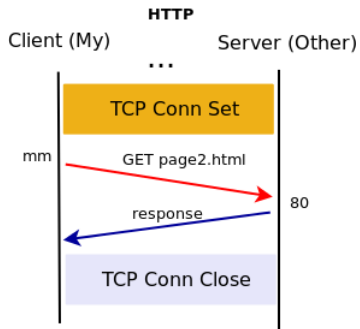 HTTP
Client (My)
Server (Other)
...
TCP Conn Set
mm
GET page2.html
80
response
TCP Conn Close